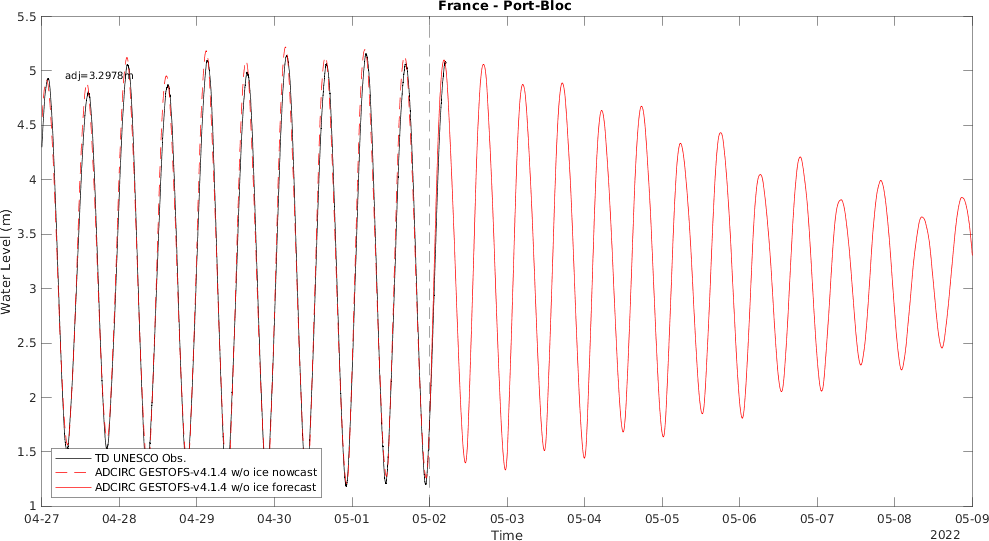 France - Port-Bloc
5.5
5
4.5
4
3.5
3
2.5
2
1.5
1
Water Level (m)
adj=3.2978m
TD UNESCO Obs.
ADCIRC GESTOFS-v4.1.4 w/o ice nowcast
ADCIRC GESTOFS-v4.1.4 w/o ice forecast
04-27 04-28 04-29 04-30 05-01 05-02 05-03 05-04 05-05 05-06 05-07 05-08 05-09
Time
2022